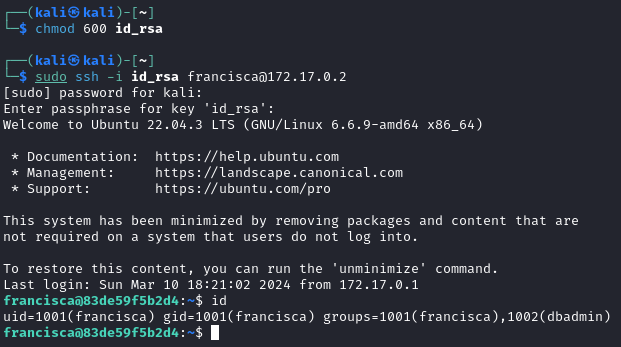 ┌──(kali㉿kali)-[~]
└─$ chmod 600 id_rsa
┌──(kali㉿kali)-[~]
└─$ sudo ssh -i id_rsa francisca@172.17.0.2
[sudo] password for kali:
Enter passphrase for key 'id_rsa':
Welcome to Ubuntu 22.04.3 LTS (GNU/Linux 6.6.9-amd64 x86_64)
* Documentation:  https://help.ubuntu.com
* Management:     https://landscape.canonical.com
* Support:        https://ubuntu.com/pro
This system has been minimized by removing packages and content that are
not required on a system that users do not log into.
To restore this content, you can run the 'unminimize' command.
Last login: Sun Mar 10 18:21:02 2024 from 172.17.0.1
francisca@83de59f5b2d4:~$ id
uid=1001(francisca) gid=1001(francisca) groups=1001(francisca),1002(dbadmin)
francisca@83de59f5b2d4:~$